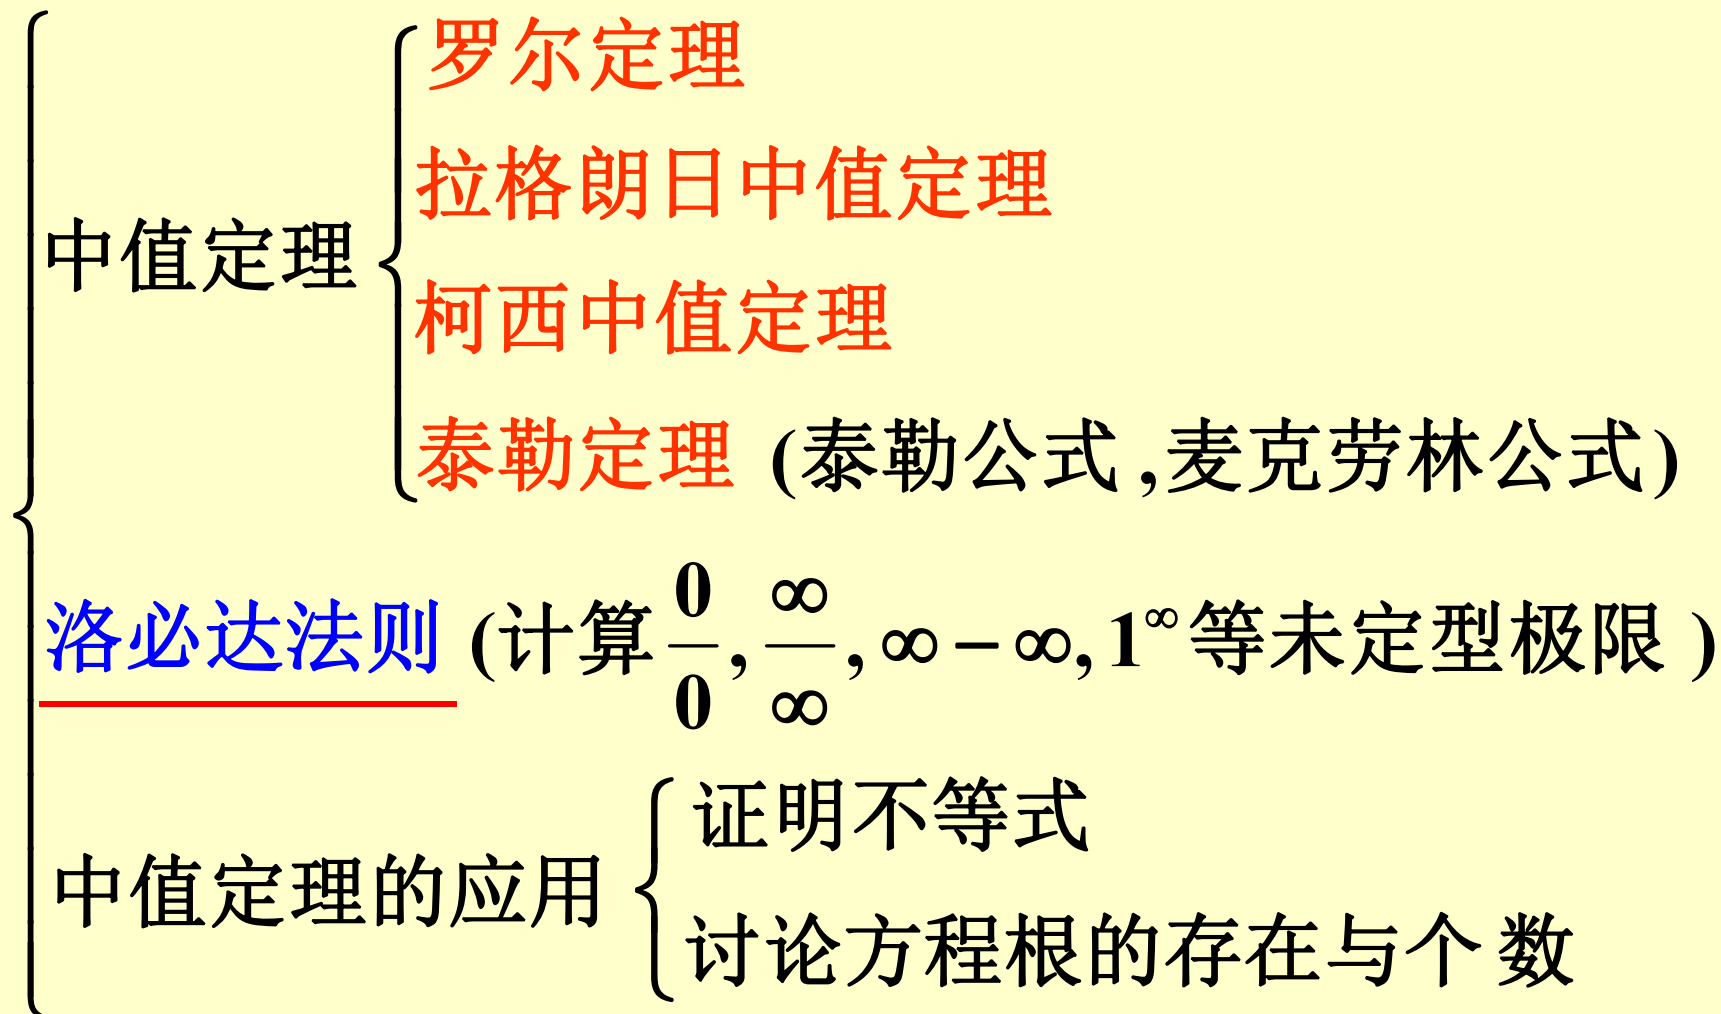 罗尔定理
拉格朗日中值定理
中值定理
柯西中值定理
泰勒定理 (泰勒公式,麦克劳林公式)
洛必达法则 (计算 0/0, ∞/∞, ∞−∞, 1^∞ 等未定型极限)
证明不等式
中值定理的应用
讨论方程根的存在与个数